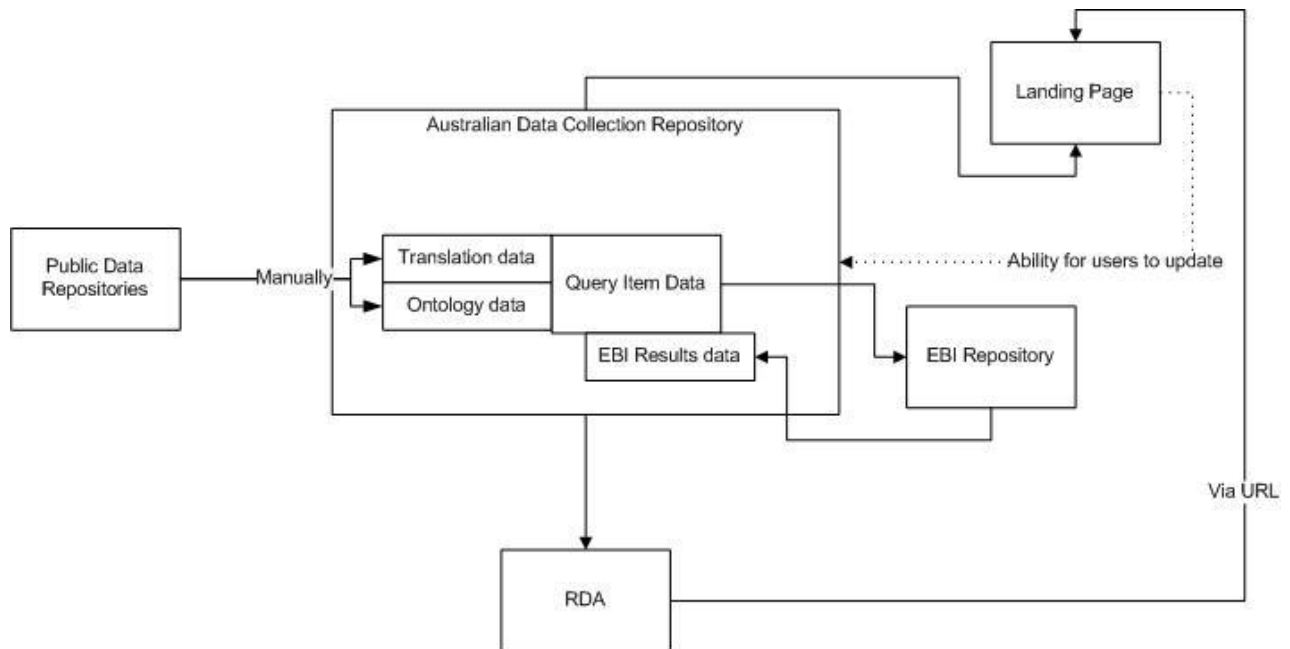 Landing Page
Australian Data Collection Repository
Public Data
Repositories
Manually
Translation data
Ontology data
Query Item Data
EBI Results data
Ability for users to update
EBI Repository
Via URL
RDA